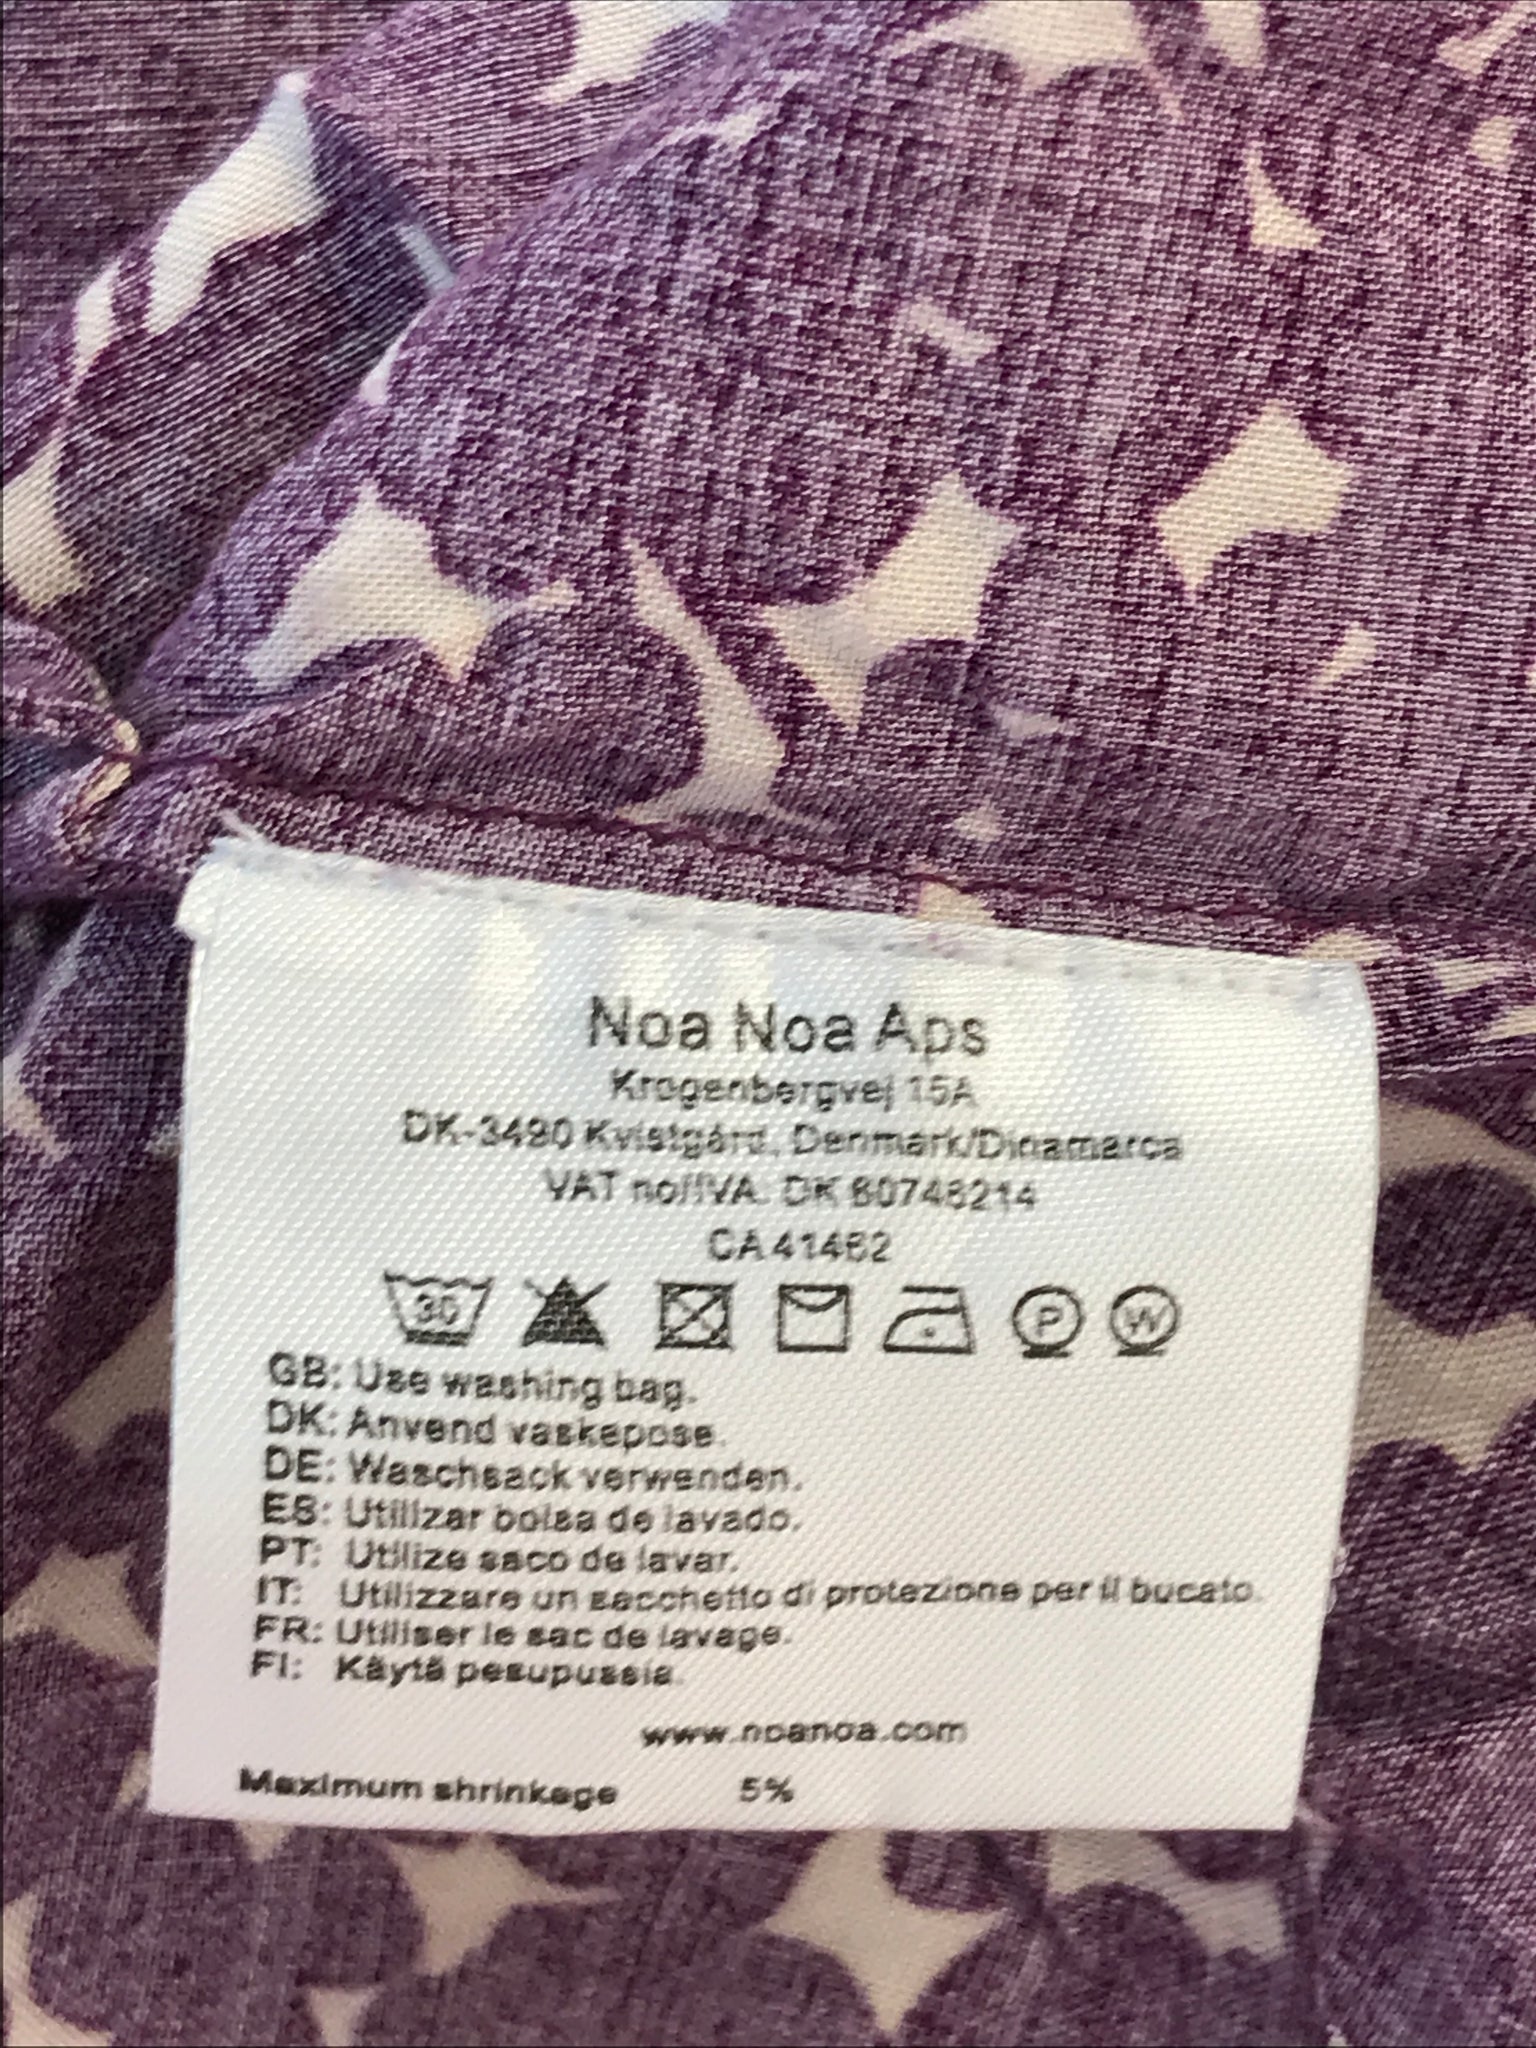 Noa Noa Aps
Krogenbergvej 15A
DK-3490 Kvistgård, Denmark/Dinamarca
VAT no/IVA. DK 60746214
CA 41462
30
P
W
GB: Use washing bag.
DK: Anvend vaskepose.
DE: Waschsack verwenden.
ES: Utilizar bolsa de lavado.
PT: Utilize saco de lavar.
IT: Utilizzare un sacchetto di protezione per il bucato.
FR: Utiliser le sac de lavage.
FI: Käytä pesupussia.
www.noanoa.com
Maximum shrinkage 5%